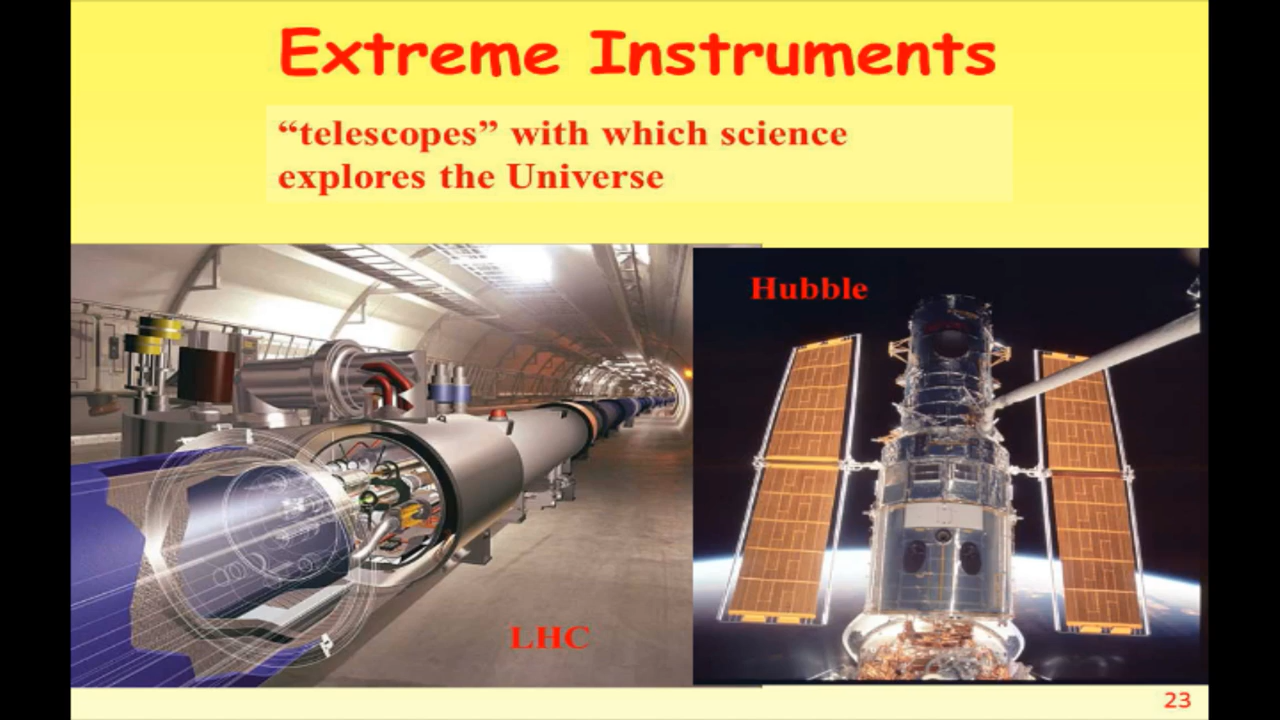 Extreme Instruments
“telescopes” with which science
explores the Universe
Hubble
LHC
23